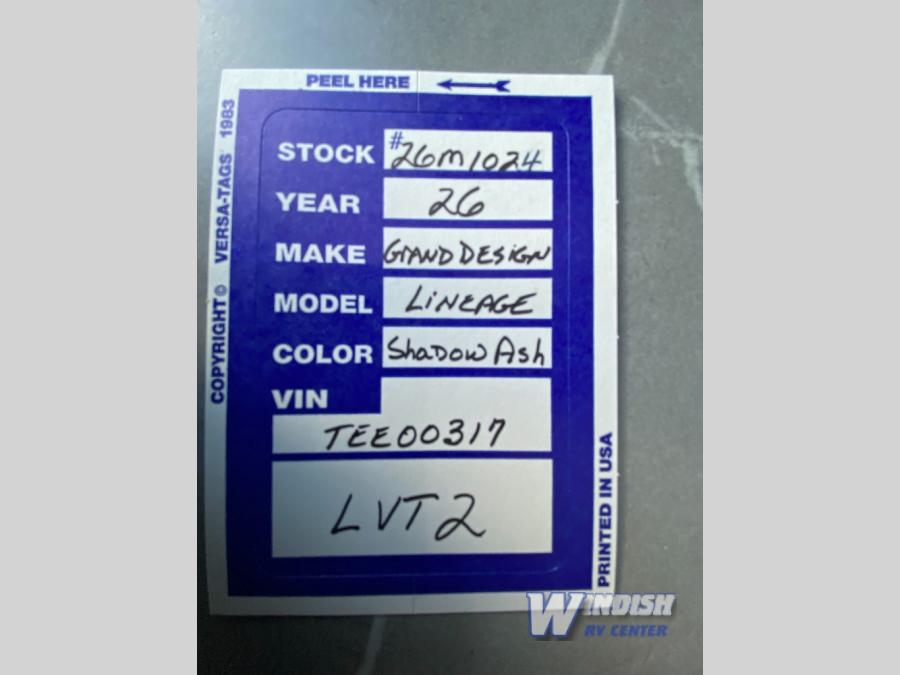 PEEL HERE
COPYRIGHT © VERSA-TAGS 1983
STOCK #26M1024
YEAR 26
MAKE GRAND DESIGN
MODEL LINEAGE
COLOR Shadow Ash
VIN
TEE00317
LVT2
PRINTED IN USA
WINDISH
RV CENTER